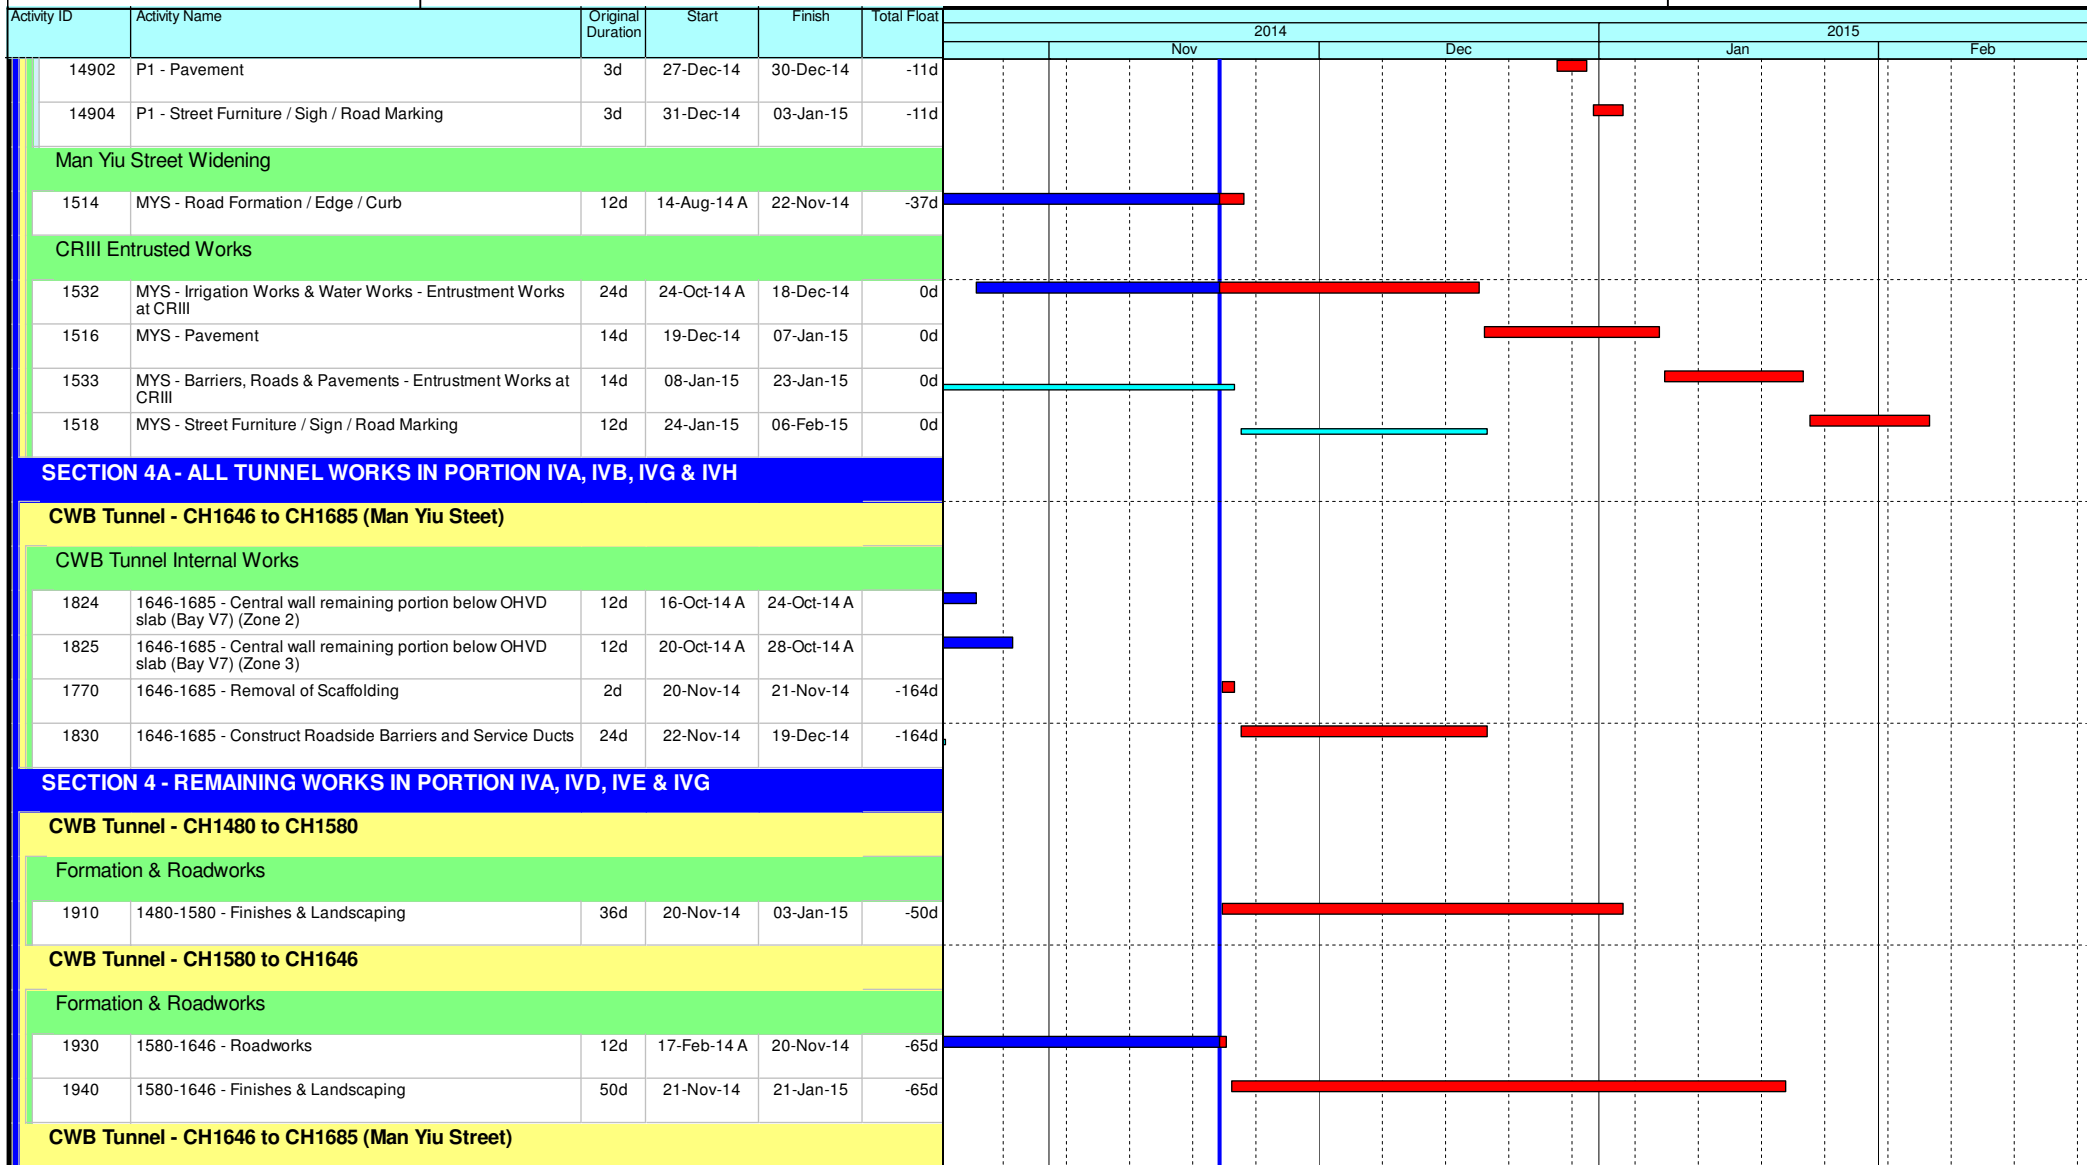 Activity ID Activity Name Original Start Finish Total Float
Duration
2014 2015
Nov Dec Jan Feb
14902 P1 - Pavement 3d 27-Dec-14 30-Dec-14 -11d
14904 P1 - Street Furniture / Sigh / Road Marking 3d 31-Dec-14 03-Jan-15 -11d
Man Yiu Street Widening
1514 MYS - Road Formation / Edge / Curb 12d 14-Aug-14 A 22-Nov-14 -37d
CRIII Entrusted Works
1532 MYS - Irrigation Works & Water Works - Entrustment Works 24d 24-Oct-14 A 18-Dec-14 0d
at CRIII
1516 MYS - Pavement 14d 19-Dec-14 07-Jan-15 0d
1533 MYS - Barriers, Roads & Pavements - Entrustment Works at 14d 08-Jan-15 23-Jan-15 0d
CRIII
1518 MYS - Street Furniture / Sign / Road Marking 12d 24-Jan-15 06-Feb-15 0d
SECTION 4A - ALL TUNNEL WORKS IN PORTION IVA, IVB, IVG & IVH
CWB Tunnel - CH1646 to CH1685 (Man Yiu Steet)
CWB Tunnel Internal Works
1824 1646-1685 - Central wall remaining portion below OHVD 12d 16-Oct-14 A 24-Oct-14 A
slab (Bay V7) (Zone 2)
1825 1646-1685 - Central wall remaining portion below OHVD 12d 20-Oct-14 A 28-Oct-14 A
slab (Bay V7) (Zone 3)
1770 1646-1685 - Removal of Scaffolding 2d 20-Nov-14 21-Nov-14 -164d
1830 1646-1685 - Construct Roadside Barriers and Service Ducts 24d 22-Nov-14 19-Dec-14 -164d
SECTION 4 - REMAINING WORKS IN PORTION IVA, IVD, IVE & IVG
CWB Tunnel - CH1480 to CH1580
Formation & Roadworks
1910 1480-1580 - Finishes & Landscaping 36d 20-Nov-14 03-Jan-15 -50d
CWB Tunnel - CH1580 to CH1646
Formation & Roadworks
1930 1580-1646 - Roadworks 12d 17-Feb-14 A 20-Nov-14 -65d
1940 1580-1646 - Finishes & Landscaping 50d 21-Nov-14 21-Jan-15 -65d
CWB Tunnel - CH1646 to CH1685 (Man Yiu Street)